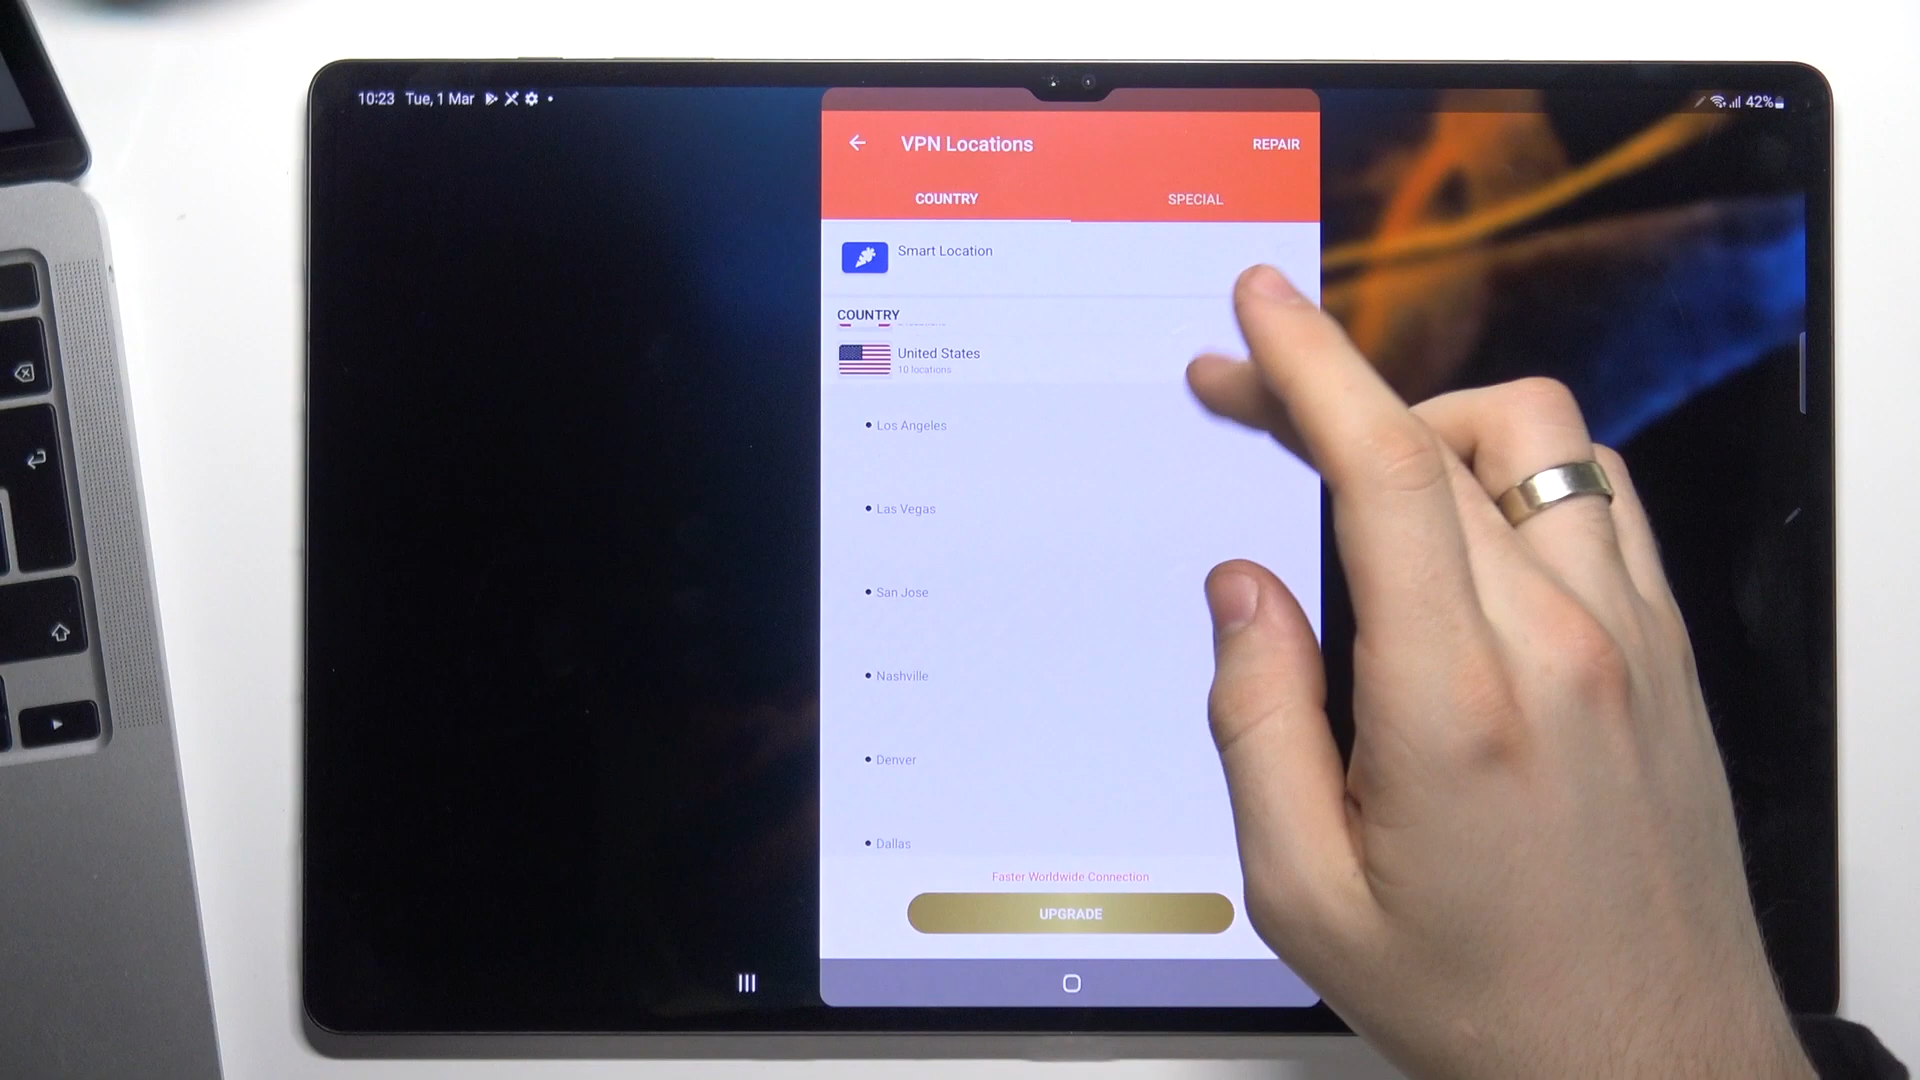 10:23 Tue, 1 Mar
42%
VPN Locations
REPAIR
COUNTRY
SPECIAL
Smart Location
COUNTRY
United States
10 locations
Los Angeles
Las Vegas
San Jose
Nashville
Denver
Dallas
Faster Worldwide Connection
UPGRADE